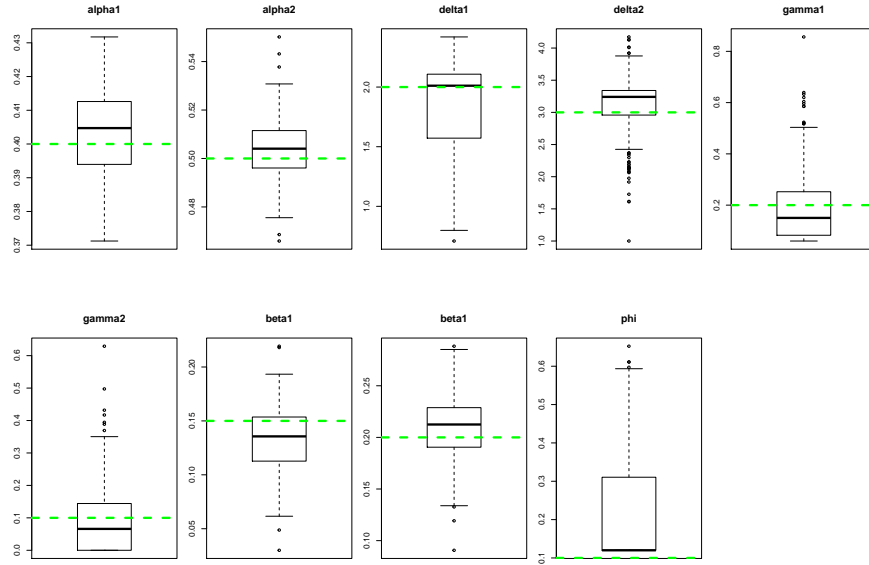 alpha1
0.37 0.39 0.40 0.41 0.43
alpha2
0.48 0.50 0.52 0.54
delta1
1.0 1.5 2.0
delta2
1.0 1.5 2.0 2.5 3.0 3.5 4.0
gamma1
0.2 0.4 0.6 0.8
gamma2
0.0 0.1 0.2 0.3 0.4 0.5 0.6
beta1
0.05 0.10 0.15 0.20
beta1
0.10 0.15 0.20 0.25
phi
0.1 0.2 0.3 0.4 0.5 0.6